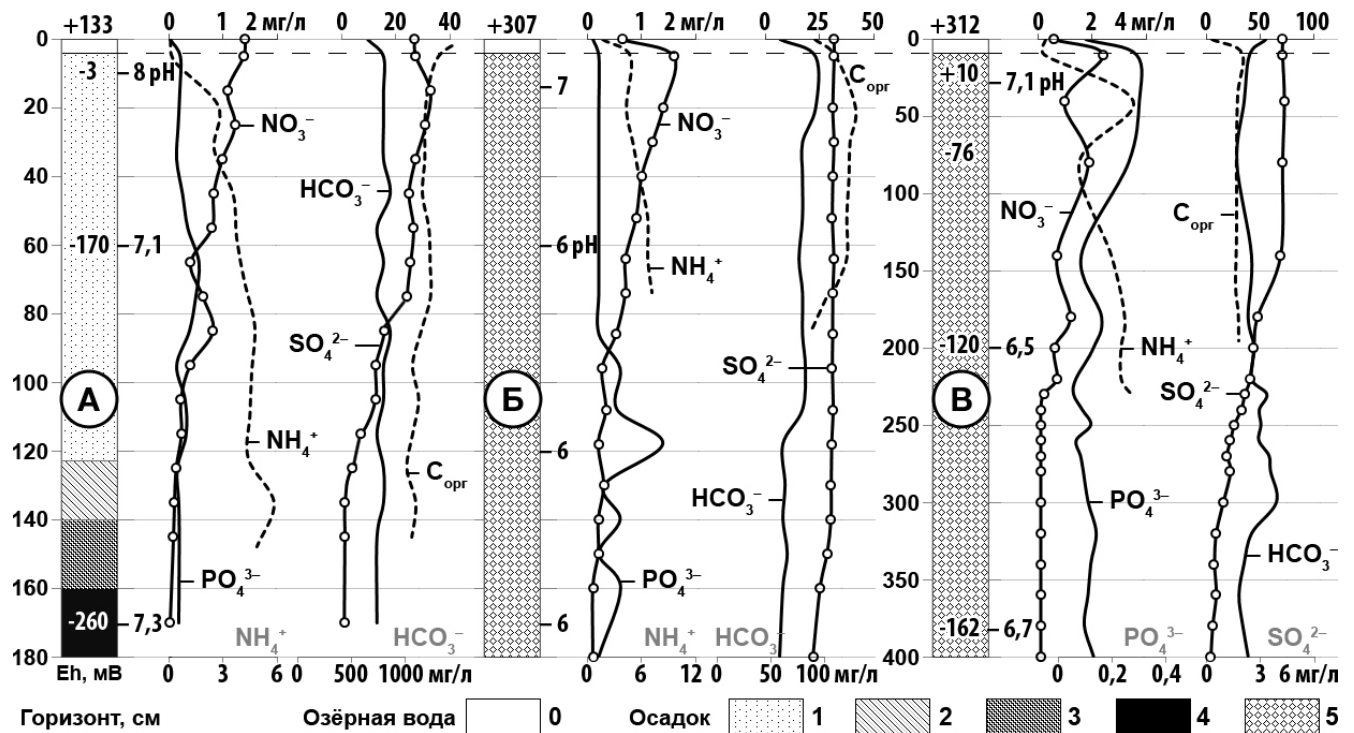 +133 0 1 2 мг/л 0 20 40 +307 0 1 2 мг/л 0 25 50 +312 0 2 4 мг/л 0 50 100
0 20 40 60 80 100 120 140 160 180
-3 8 pH
-170 7,1
-260 7,3
А
NO₃⁻
HCO₃⁻
SO₄²⁻
NH₄⁺
Cорг
PO₄³⁻
NH₄⁺ HCO₃⁻
7
6 pH
6
6
Б
Cорг
NO₃⁻
NH₄⁺
SO₄²⁻
HCO₃⁻
PO₄³⁻
NH₄⁺ HCO₃⁻
0 50 100 150 200 250 300 350 400
+10 7,1 pH
-76
-120 6,5
-162 6,7
В
NO₃⁻
Cорг
NH₄⁺
SO₄²⁻
PO₄³⁻
HCO₃⁻
PO₄³⁻ SO₄²⁻
Eh, мВ 0 3 6 0 500 1000 мг/л 0 6 12 50 100 мг/л 0 0,2 0,4 0 3 6 мг/л
Горизонт, см Озёрная вода 0 Осадок 1 2 3 4 5